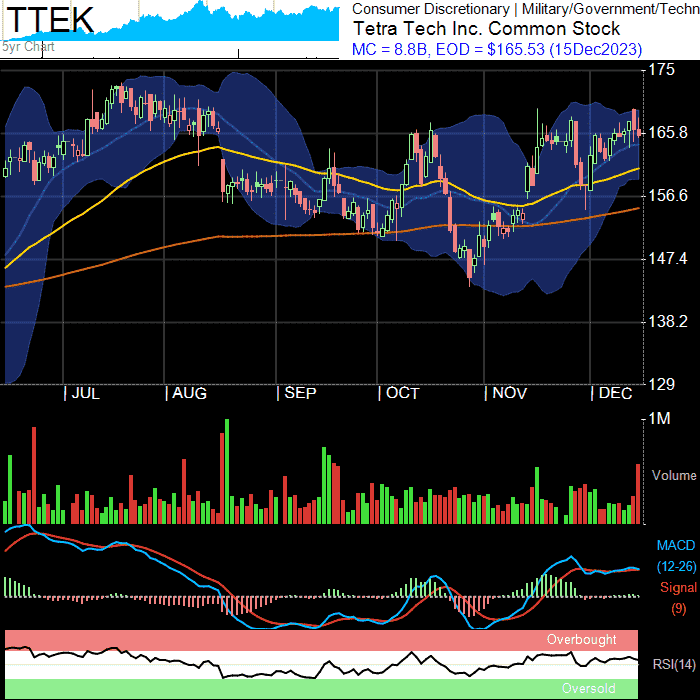 TTEK
5yr Chart
Consumer Discretionary | Military/Government/Techn
Tetra Tech Inc. Common Stock
MC = 8.8B, EOD = $165.53 (15Dec2023)
175
165.8
156.6
147.4
138.2
129
| JUL | AUG | SEP | OCT | NOV | DEC
1M
Volume
MACD
(12-26)
Signal
(9)
Overbought
RSI(14)
Oversold